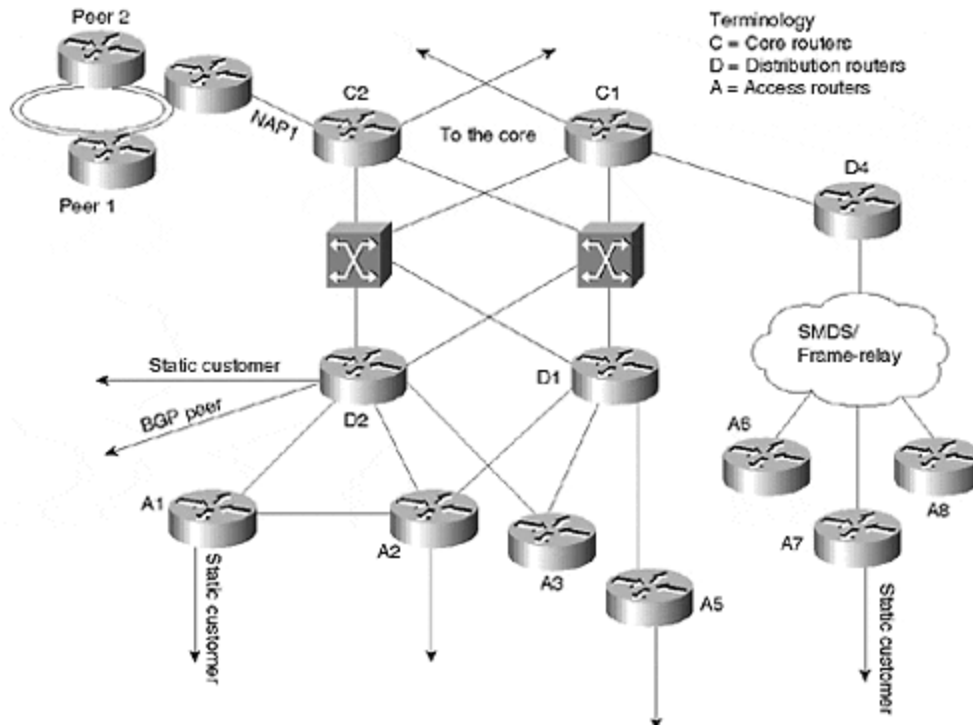 Peer 2
Terminology
C = Core routers
D = Distribution routers
A = Access routers
C2
C1
NAP1
To the core
D4
Peer 1
SMDS/
Frame-relay
Static customer
D1
BGP peer
D2
A6
A1
A2
A8
A7
A3
A5
Static customer
Static customer